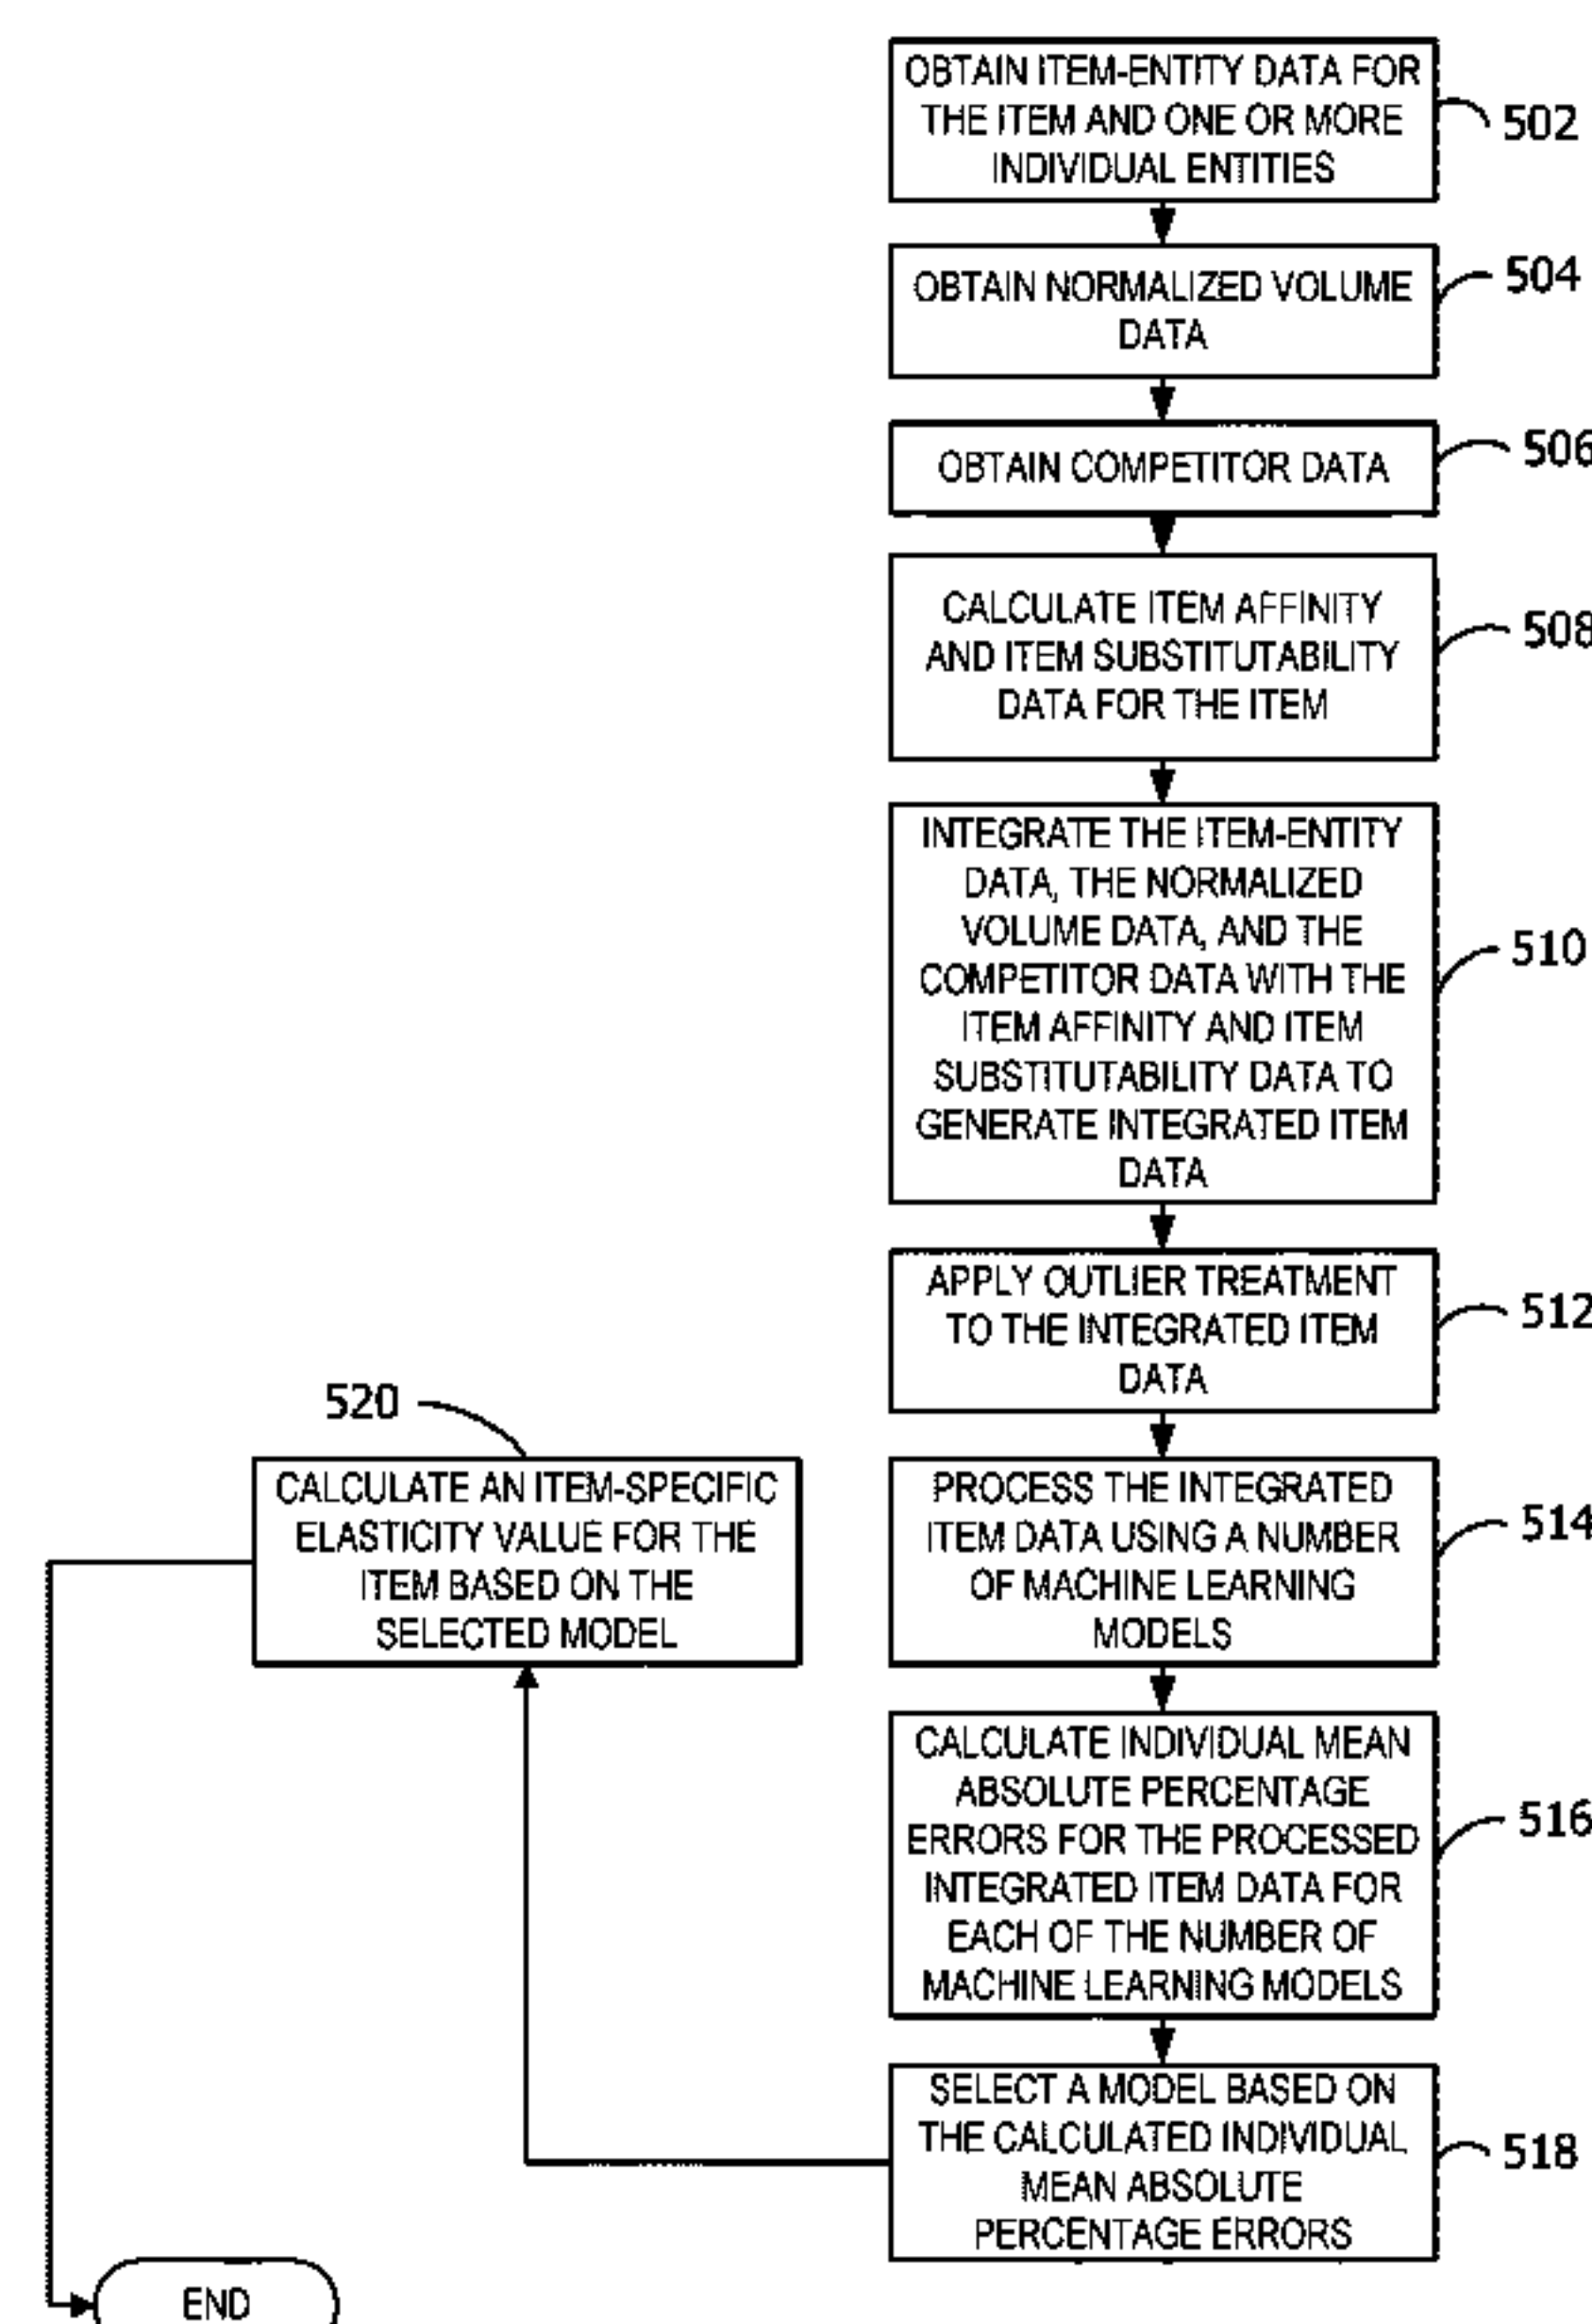 OBTAIN ITEM-ENTITY DATA FOR
THE ITEM AND ONE OR MORE
INDIVIDUAL ENTITIES
502
OBTAIN NORMALIZED VOLUME
DATA
504
OBTAIN COMPETITOR DATA
506
CALCULATE ITEM AFFINITY
AND ITEM SUBSTITUTABILITY
DATA FOR THE ITEM
508
INTEGRATE THE ITEM-ENTITY
DATA, THE NORMALIZED
VOLUME DATA, AND THE
COMPETITOR DATA WITH THE
ITEM AFFINITY AND ITEM
SUBSTITUTABILITY DATA TO
GENERATE INTEGRATED ITEM
DATA
510
APPLY OUTLIER TREATMENT
TO THE INTEGRATED ITEM
DATA
512
PROCESS THE INTEGRATED
ITEM DATA USING A NUMBER
OF MACHINE LEARNING
MODELS
514
CALCULATE INDIVIDUAL MEAN
ABSOLUTE PERCENTAGE
ERRORS FOR THE PROCESSED
INTEGRATED ITEM DATA FOR
EACH OF THE NUMBER OF
MACHINE LEARNING MODELS
516
SELECT A MODEL BASED ON
THE CALCULATED INDIVIDUAL
MEAN ABSOLUTE
PERCENTAGE ERRORS
518
520
CALCULATE AN ITEM-SPECIFIC
ELASTICITY VALUE FOR THE
ITEM BASED ON THE
SELECTED MODEL
END